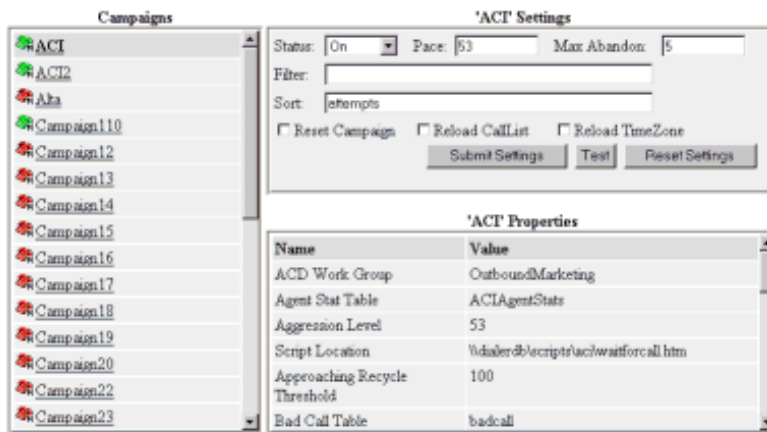 Campaigns
ACI
ACI2
Alta
Campaign110
Campaign12
Campaign13
Campaign14
Campaign15
Campaign16
Campaign17
Campaign18
Campaign19
Campaign20
Campaign22
Campaign23
'ACI' Settings
Status: On Pace: 53 Max Abandon: 5
Filter:
Sort: attempts
Reset Campaign Reload CallList Reload TimeZone
Submit Settings Test Reset Settings
'ACI' Properties
Name Value
ACD Work Group OutboundMarketing
Agent Stat Table ACIAgentStats
Aggression Level 53
Script Location \\dialerdb\scripts\aci\waitforcall.htm
Approaching Recycle 100
Threshold
Bad Call Table badcall